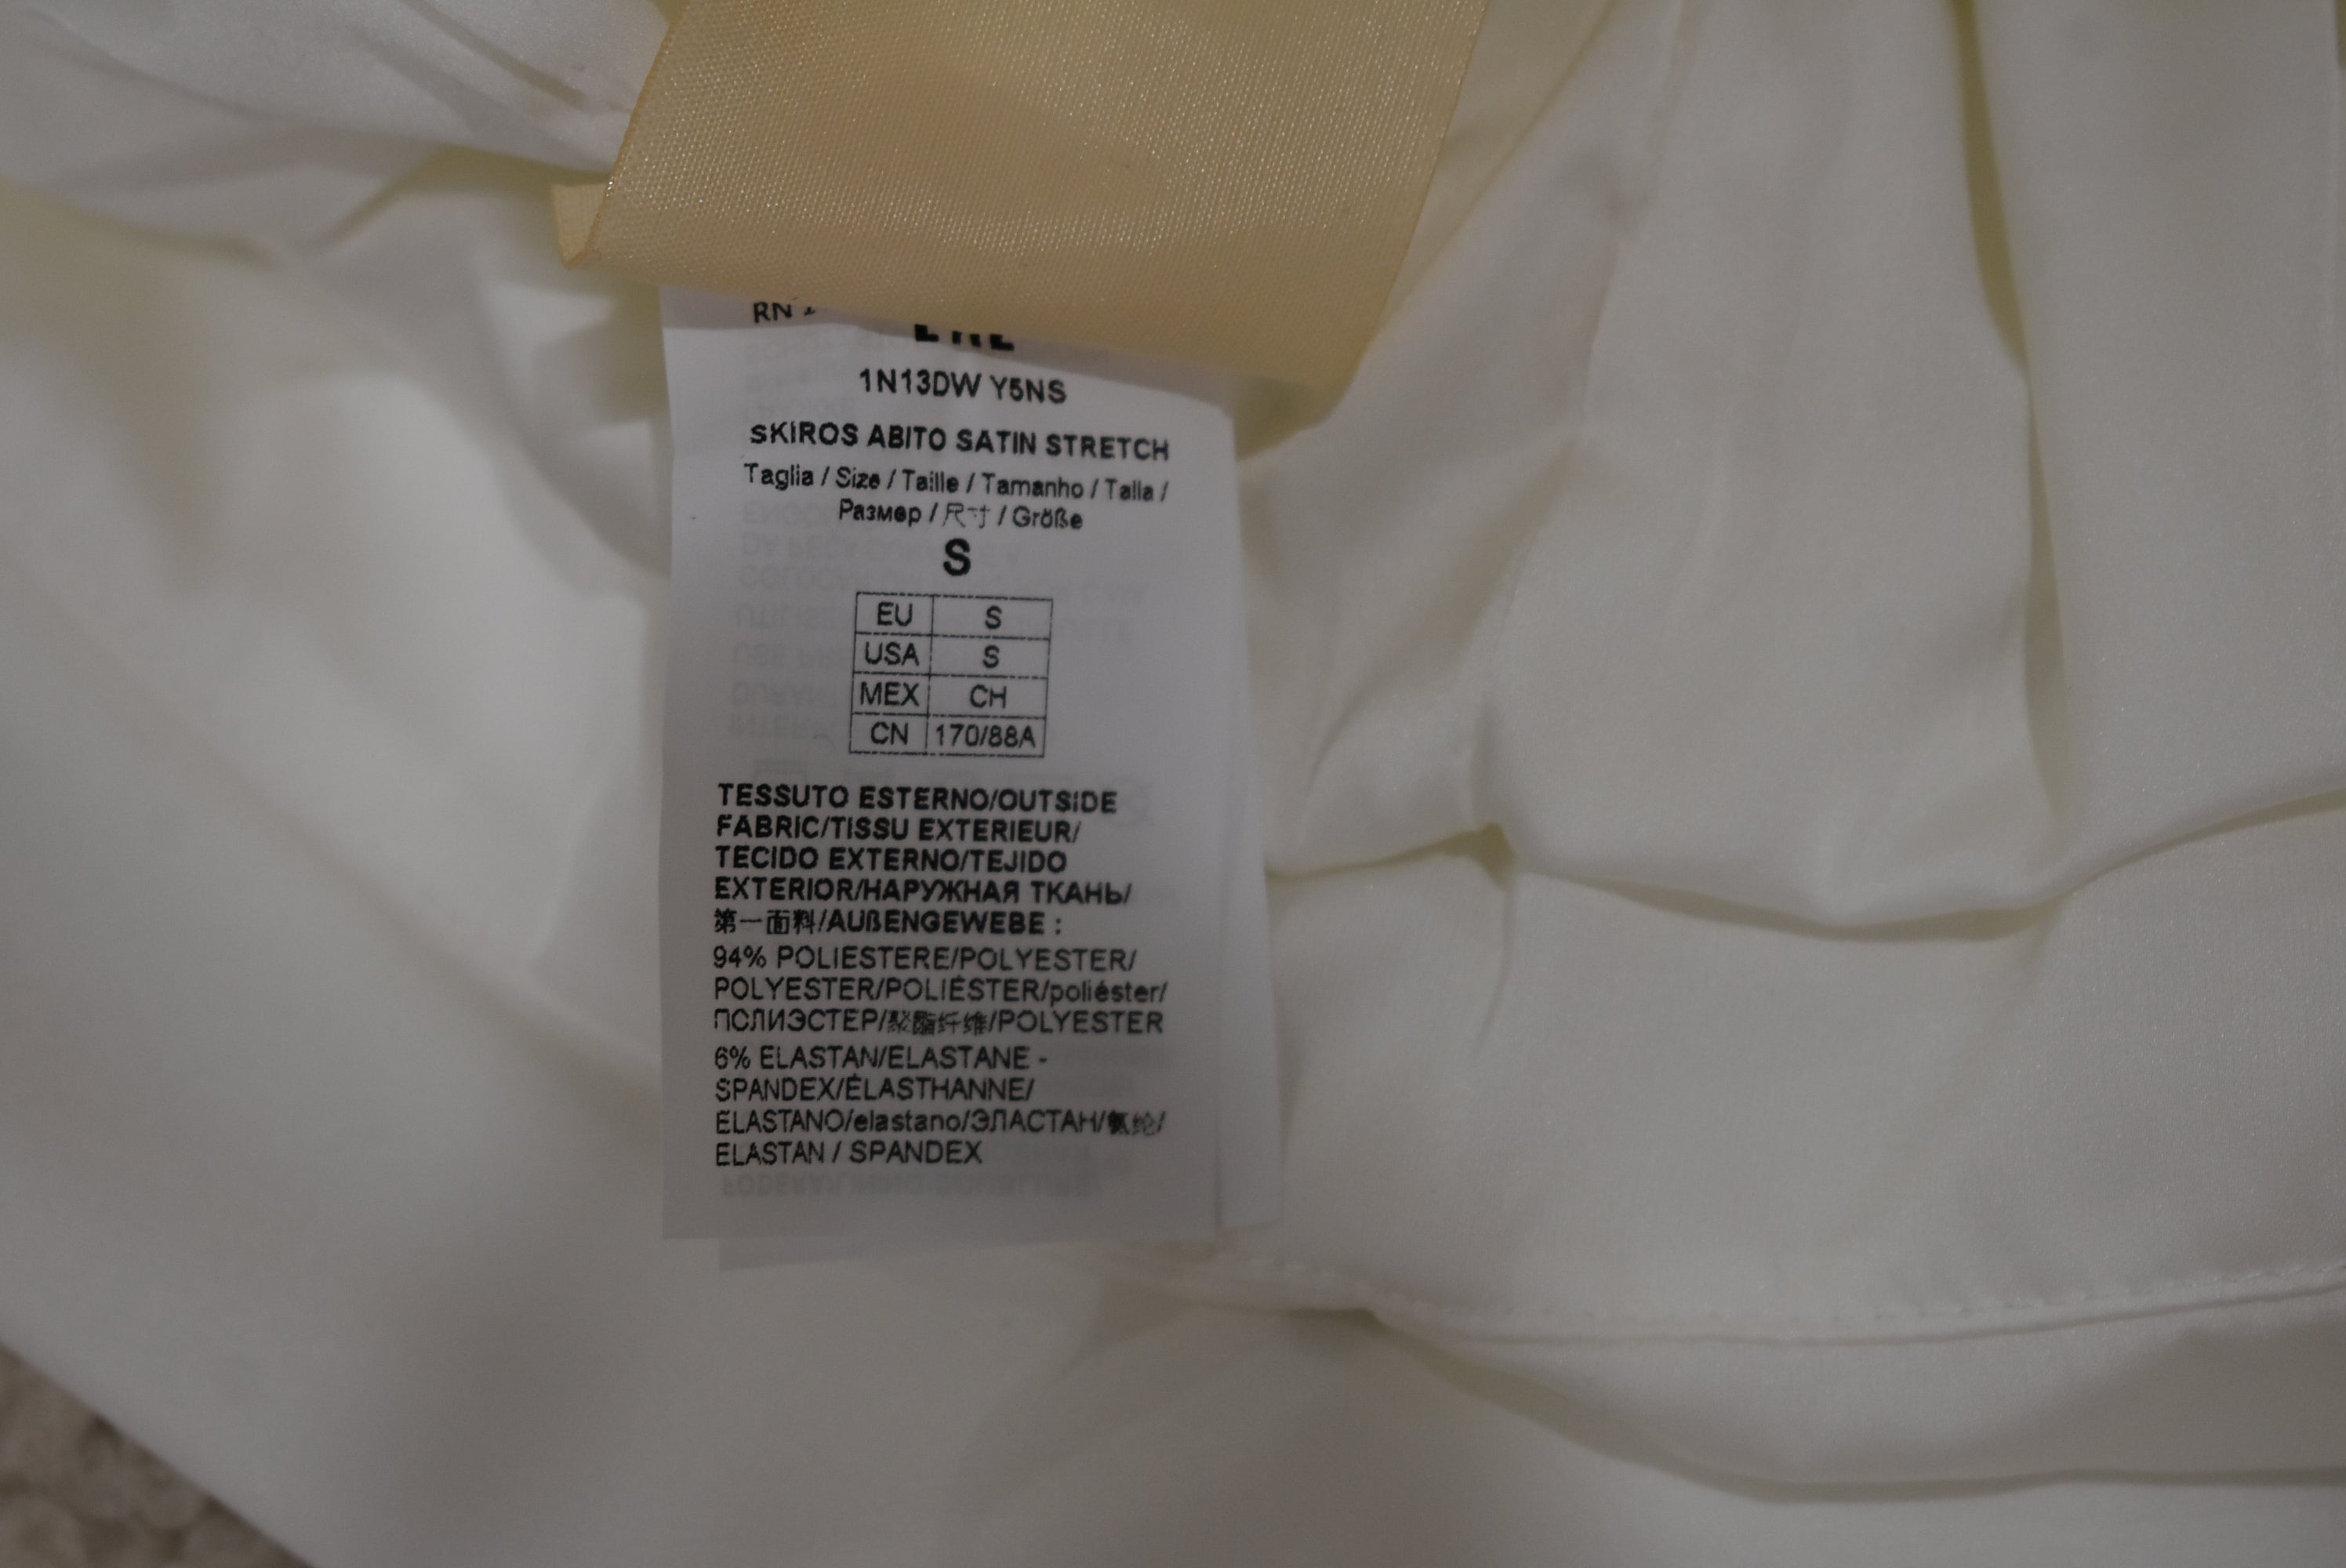 RN
1N13DW Y5NS
SKIROS ABITO SATIN STRETCH
Taglia / Size / Taille / Tamanho / Talla /
Размер / 尺寸 / Größe
S
EU S
USA S
MEX CH
CN 170/88A
TESSUTO ESTERNO/OUTSIDE
FABRIC/TISSU EXTERIEUR/
TECIDO EXTERNO/TEJIDO
EXTERIOR/НАРУЖНАЯ ТКАНЬ/
第一面料/AUßENGEWEBE :
94% POLIESTERE/POLYESTER/
POLYESTER/POLIÉSTER/poliéster/
ПОЛИЭСТЕР/聚酯纤维/POLYESTER
6% ELASTAN/ELASTANE -
SPANDEX/ÉLASTHANNE/
ELASTANO/elastano/ЭЛАСТАН/氨纶/
ELASTAN / SPANDEX